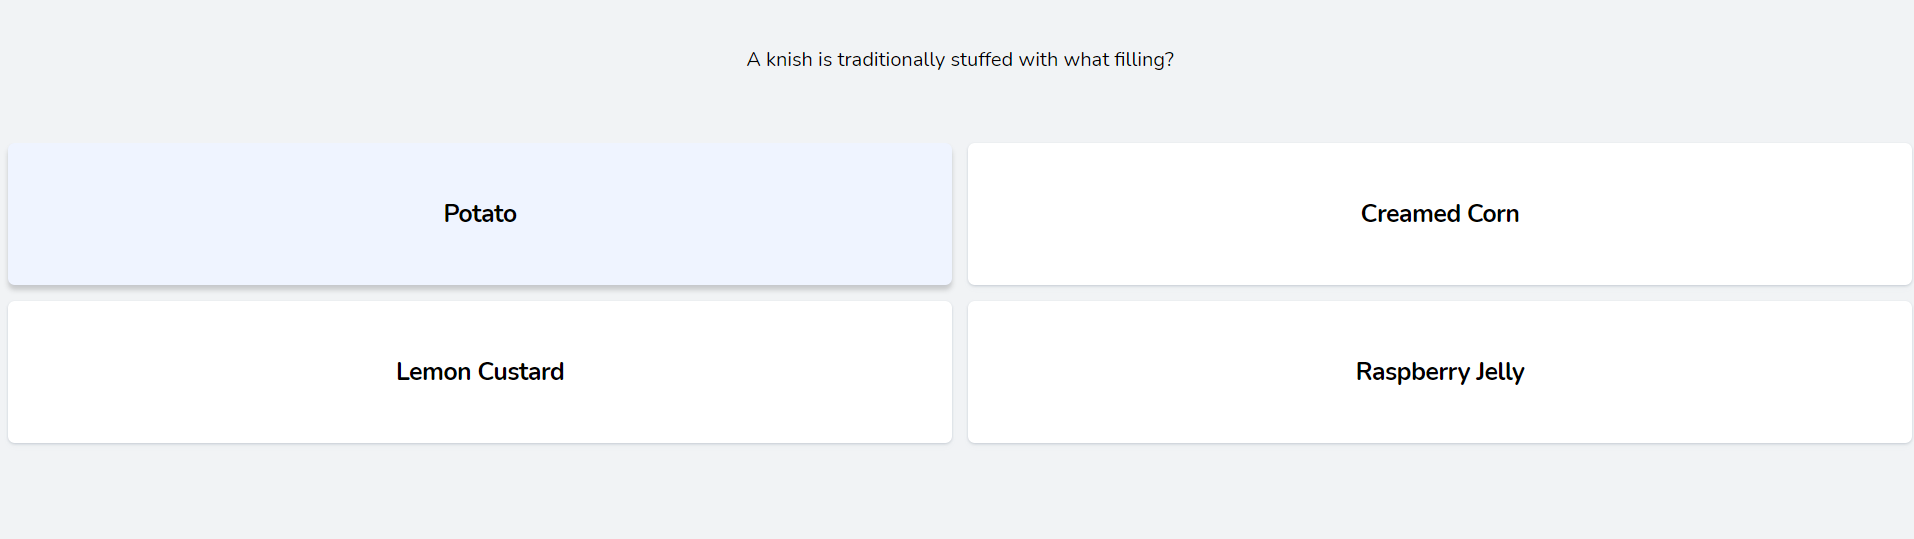 A knish is traditionally stuffed with what filling?
Potato
Creamed Corn
Lemon Custard
Raspberry Jelly